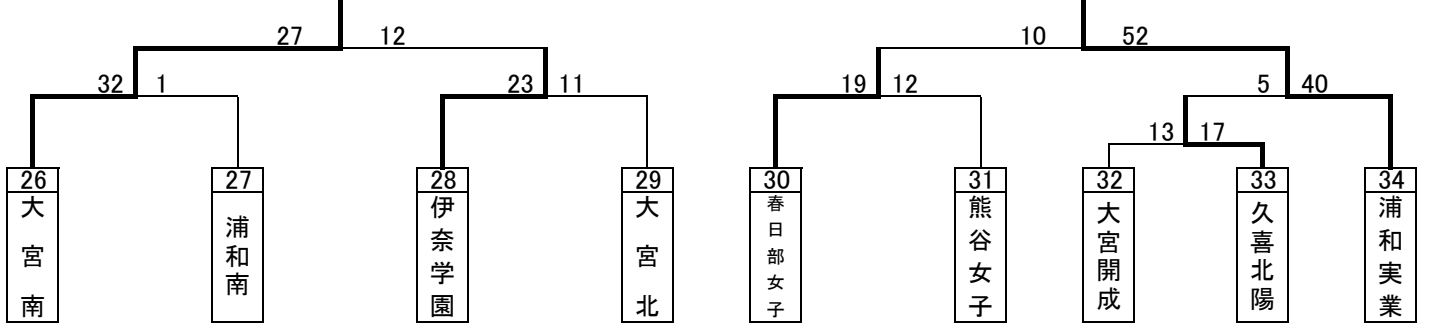 27 12 10 52
32 1 23 11 19 12 5 40
13 17
26 27 28 29 30 31 32 33 34
大宮南
浦和南
伊奈学園
大宮北
春日部女子
熊谷女子
大宮開成
久喜北陽
浦和実業